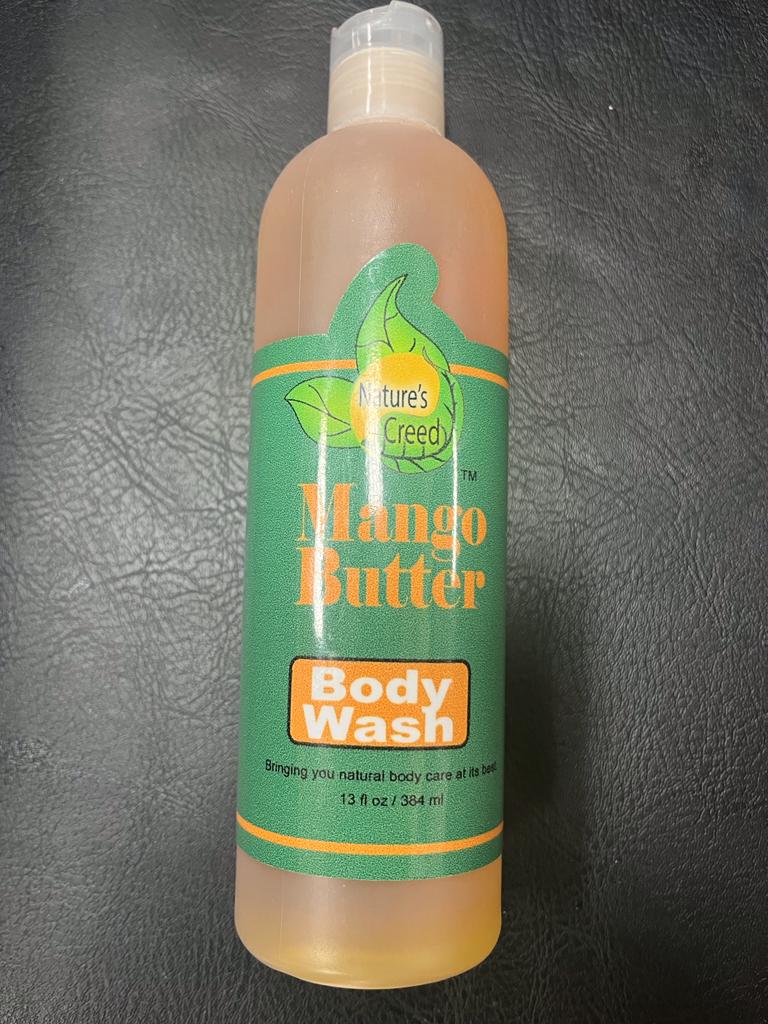 Nature's
Creed
TM
Mango
Butter
Body
Wash
Bringing you natural body care at its best.
13 fl oz / 384 ml